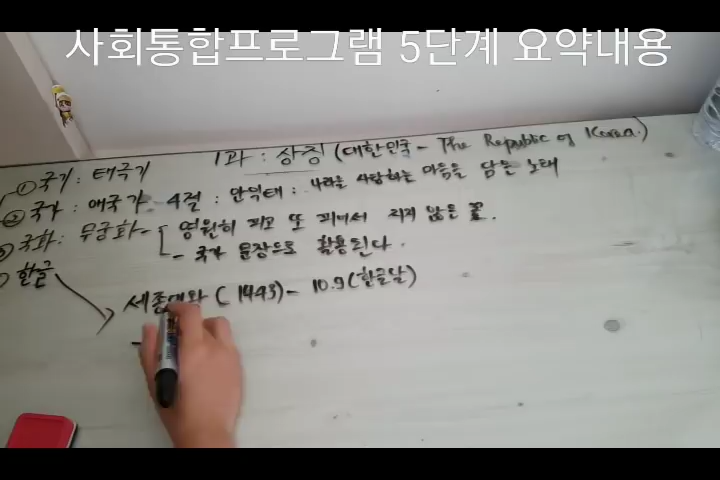 사회통합프로그램 5단계 요약내용
1과 : 상징 (대한민국 - The Republic of Korea.)
① 국기 : 태극기
② 국가 : 애국가 4절 : 안익태 : 나라을 사랑하는 마음을 담은 노래
국화 : 무궁화 - [ 영원히 피고 또 피어서 지지 않은 꽃.
- 국가 문장으로 활용된다.
한글
세종대왕 ( 1443) - 10.9 (한글날)